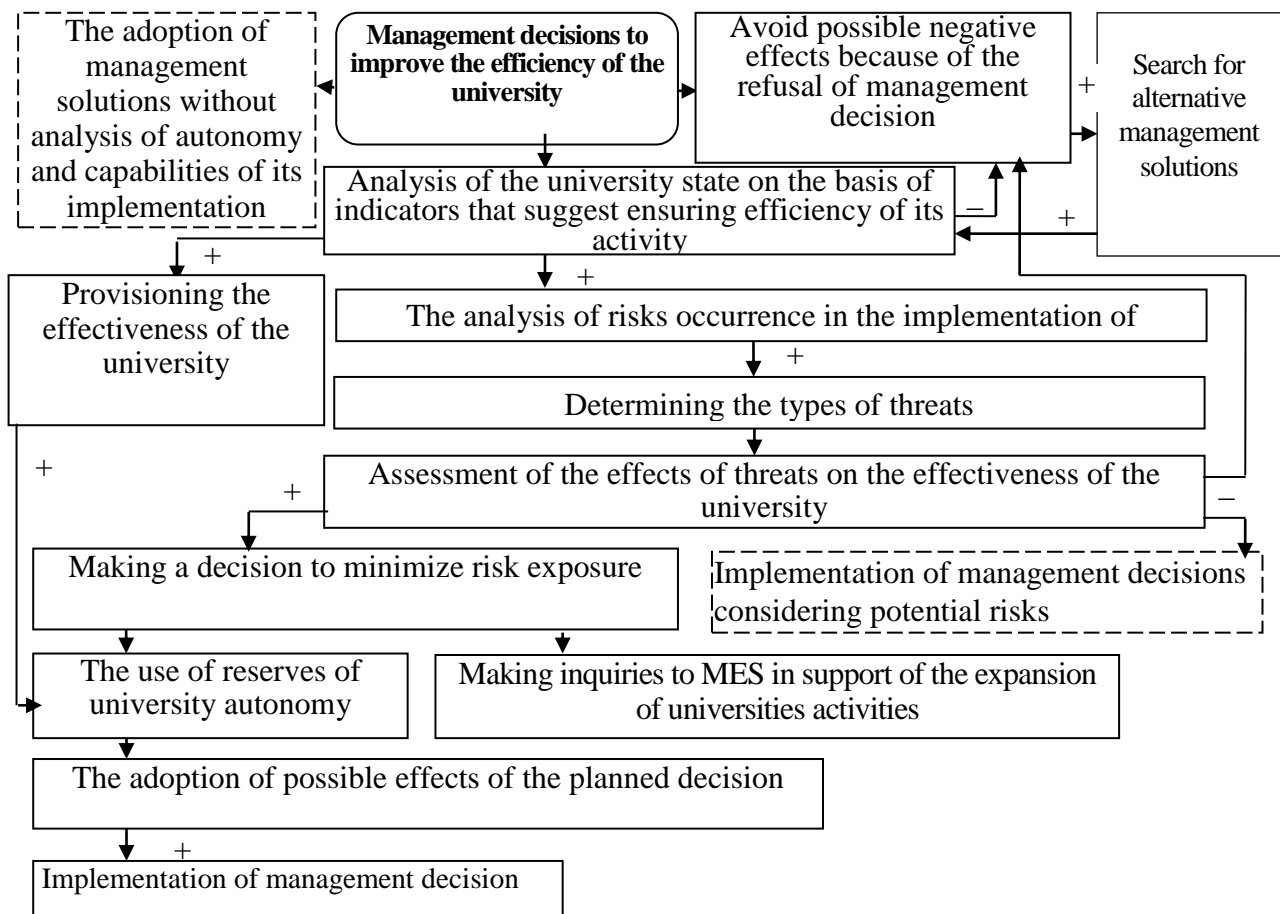 The adoption of
management
solutions without
analysis of autonomy
and capabilities of its
implementation
Management decisions to
improve the efficiency of the
university
Avoid possible negative
effects because of the
refusal of management
decision
+
Search for
alternative
management
solutions
Analysis of the university state on the basis of
indicators that suggest ensuring efficiency of its
activity
–
+
+
+
Provisioning the
effectiveness of the
university
The analysis of risks occurrence in the implementation of
+
Determining the types of threats
+
Assessment of the effects of threats on the effectiveness of the
university
+
–
Making a decision to minimize risk exposure
Implementation of management decisions
considering potential risks
The use of reserves of
university autonomy
Making inquiries to MES in support of the expansion
of universities activities
The adoption of possible effects of the planned decision
+
Implementation of management decision